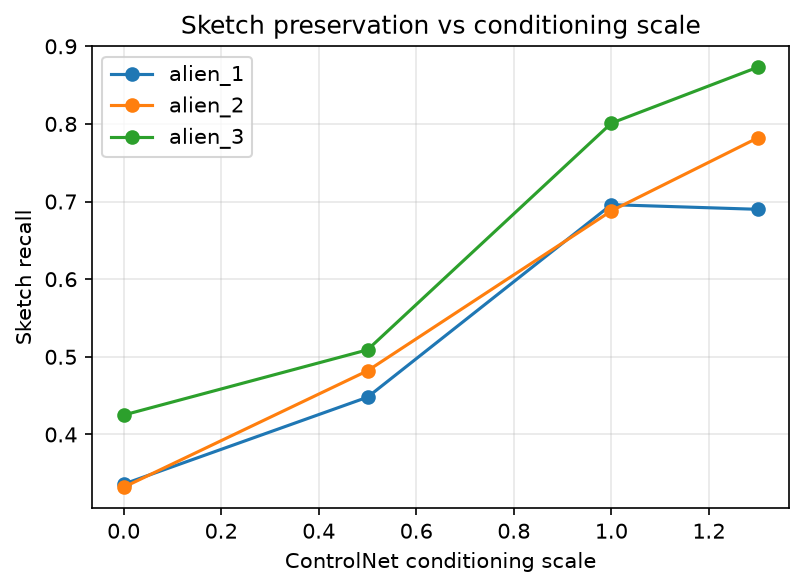 Sketch preservation vs conditioning scale
alien_1
alien_2
alien_3
Sketch recall
0.9
0.8
0.7
0.6
0.5
0.4
0.0 0.2 0.4 0.6 0.8 1.0 1.2
ControlNet conditioning scale